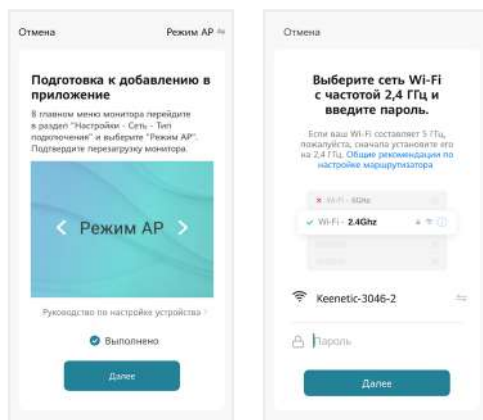 Отмена
Режим AP
Подготовка к добавлению в
приложение
В главном меню монитора перейдите
в раздел "Настройки - Сеть - Тип
подключения" и выберите "Режим AP".
Подтвердите перезагрузку монитора.
< Режим AP >
Руководство по настройке устройства >
Выполнено
Далее
Отмена
Выберите сеть Wi-Fi
с частотой 2,4 ГГц и
введите пароль.
Если ваш Wi-Fi составляет 5 ГГц,
пожалуйста, сначала установите его
на 2,4 ГГц. Общие рекомендации по
настройке маршрутизатора
Wi-Fi - 5Ghz
Wi-Fi - 2.4Ghz
Keenetic-3046-2
Пароль
Далее